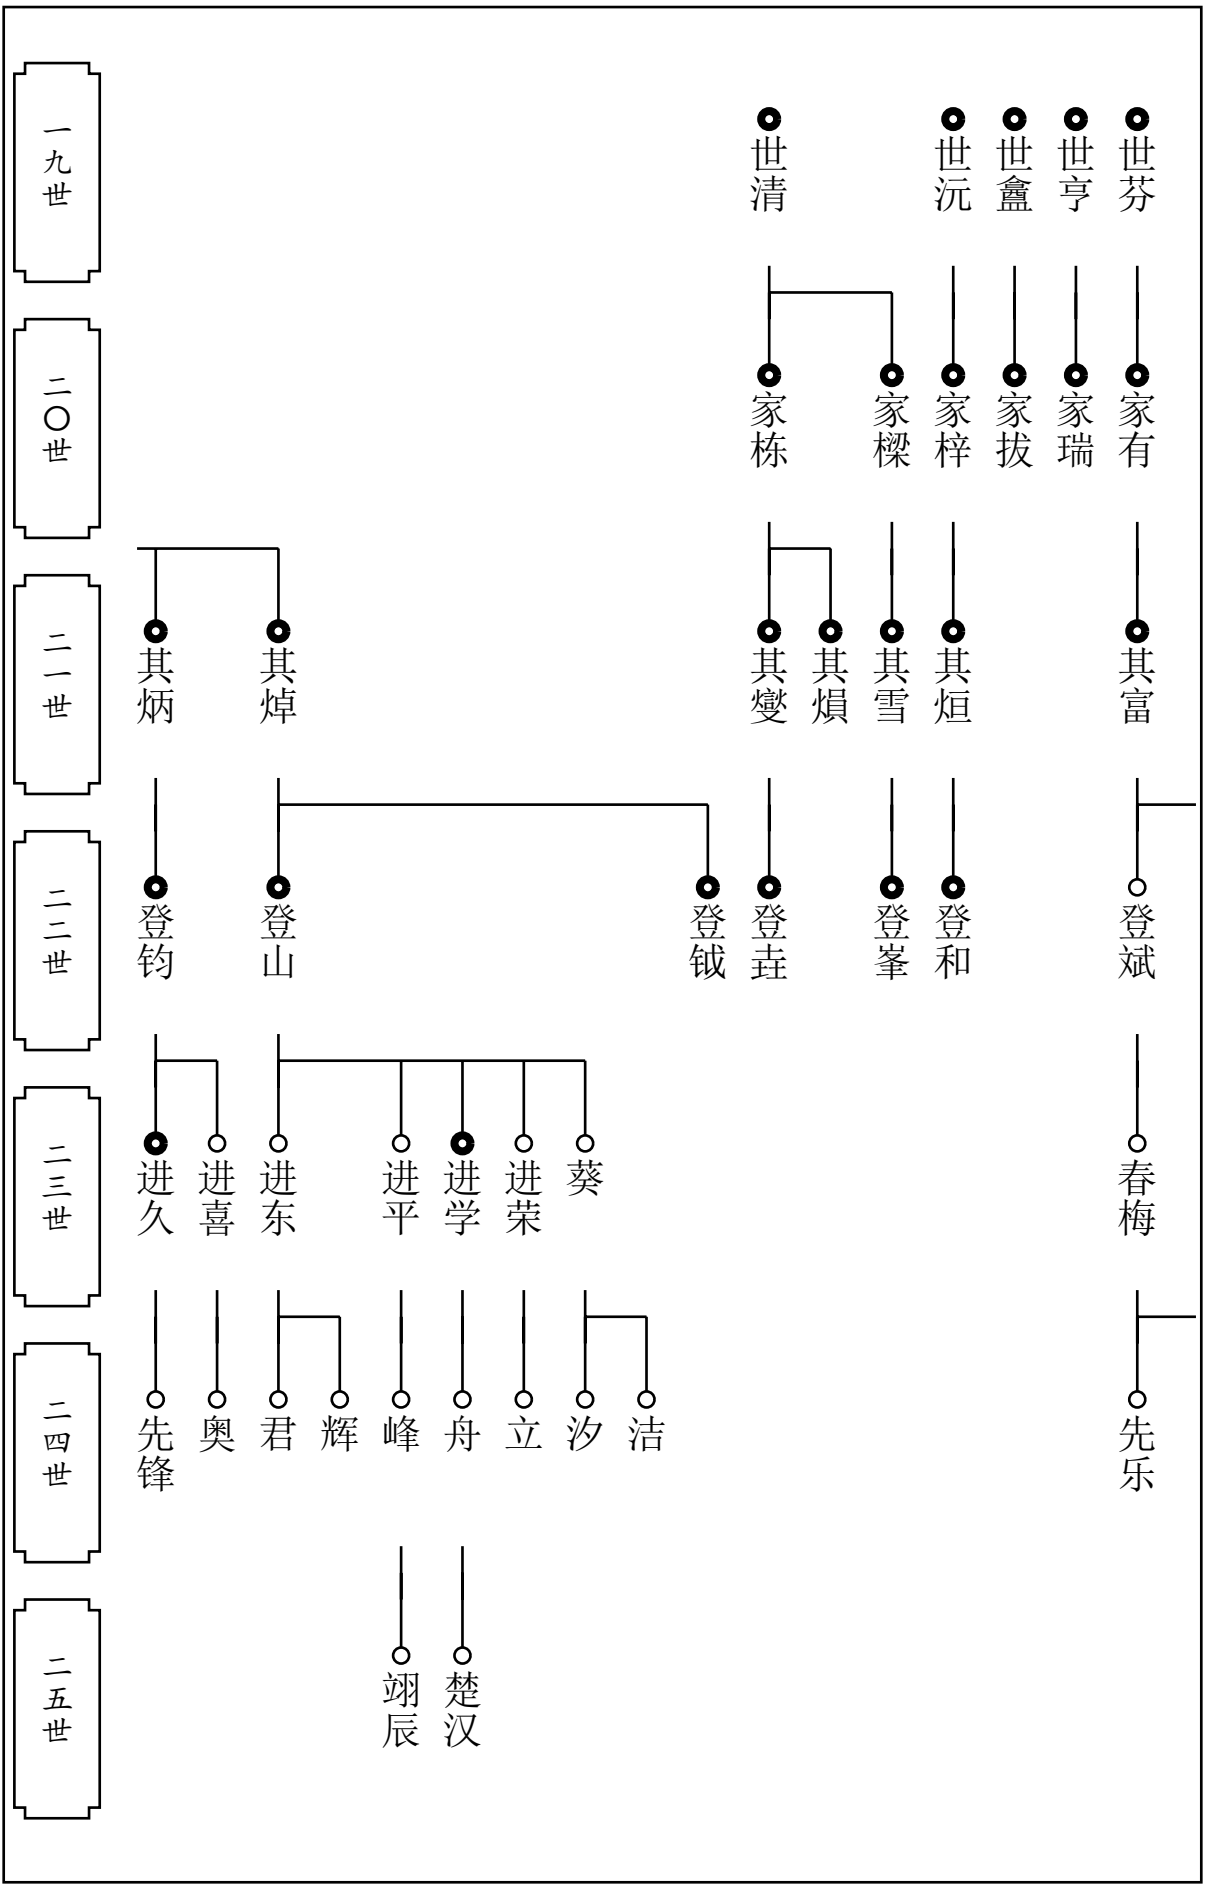 一九世
世芬
世亨
世盦
世沅
世清
二〇世
家有
家瑞
家拔
家梓
家樑
家栋
二一世
其富
其烜
其雪
其熉
其燮
其焯
其炳
二二世
登斌
登和
登峯
登垚
登钺
登山
登钧
二三世
春梅
葵
进荣
进学
进平
进东
进喜
进久
二四世
先乐
洁
汐
立
舟
峰
辉
君
奥
先锋
二五世
楚汉
翊辰